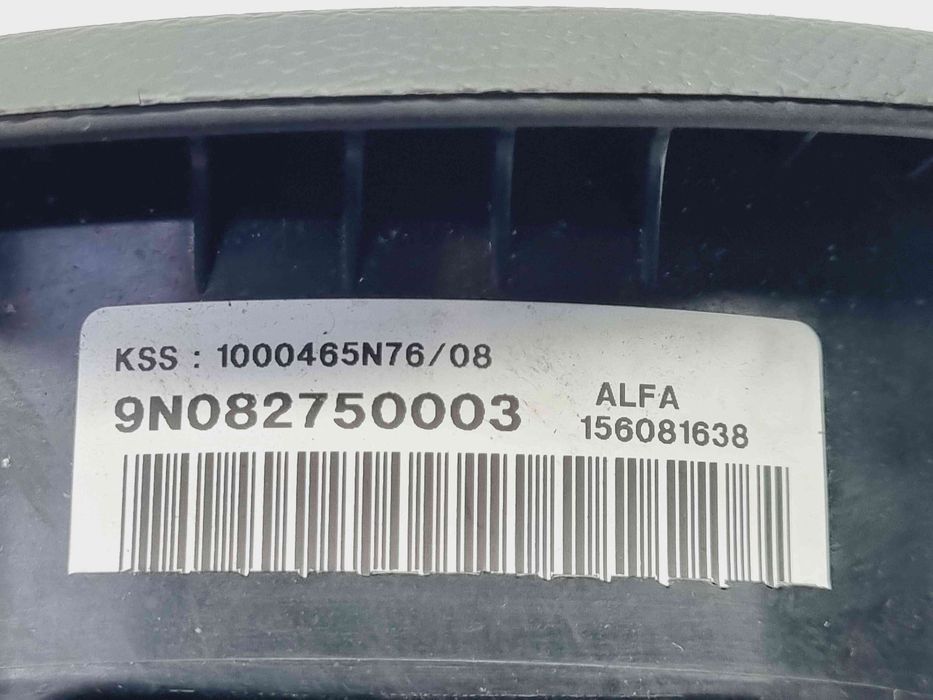 KSS : 1000465N76/08
9N082750003
ALFA
156081638